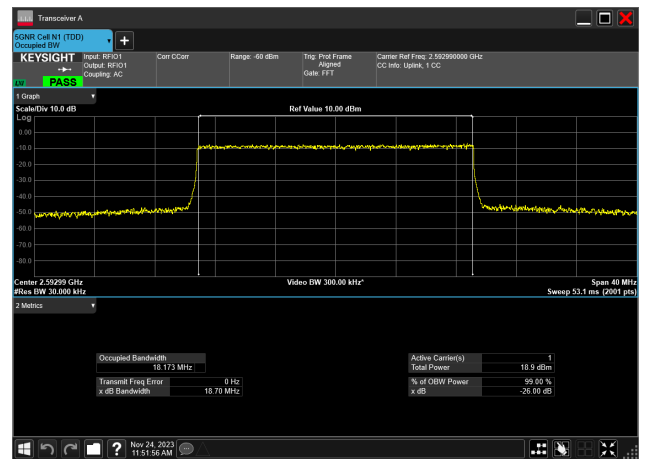 Transceiver A
5GNR Cell N1 (TDD)
Occupied BW
KEYSIGHT
Input: RFIO1
Output: RFIO1
Coupling: AC
Corr CCorr
Range: -60 dBm
Trig: Prot Frame
Aligned
Gate: FFT
Carrier Ref Freq: 2.592990000 GHz
CC Info: Uplink, 1 CC
PASS
1 Graph
Scale/Div 10.0 dB
Ref Value 10.00 dBm
Log
0.00
-10.0
-20.0
-30.0
-40.0
-50.0
-60.0
-70.0
-80.0
Center 2.59299 GHz
Video BW 300.00 kHz*
Span 40 MHz
#Res BW 30.000 kHz
Sweep 53.1 ms (2001 pts)
2 Metrics
Occupied Bandwidth
18.173 MHz
Active Carrier(s) 1
Total Power 18.9 dBm
Transmit Freq Error 0 Hz
x dB Bandwidth 18.70 MHz
% of OBW Power 99.00 %
x dB -26.00 dB
Nov 24, 2023
11:51:56 AM